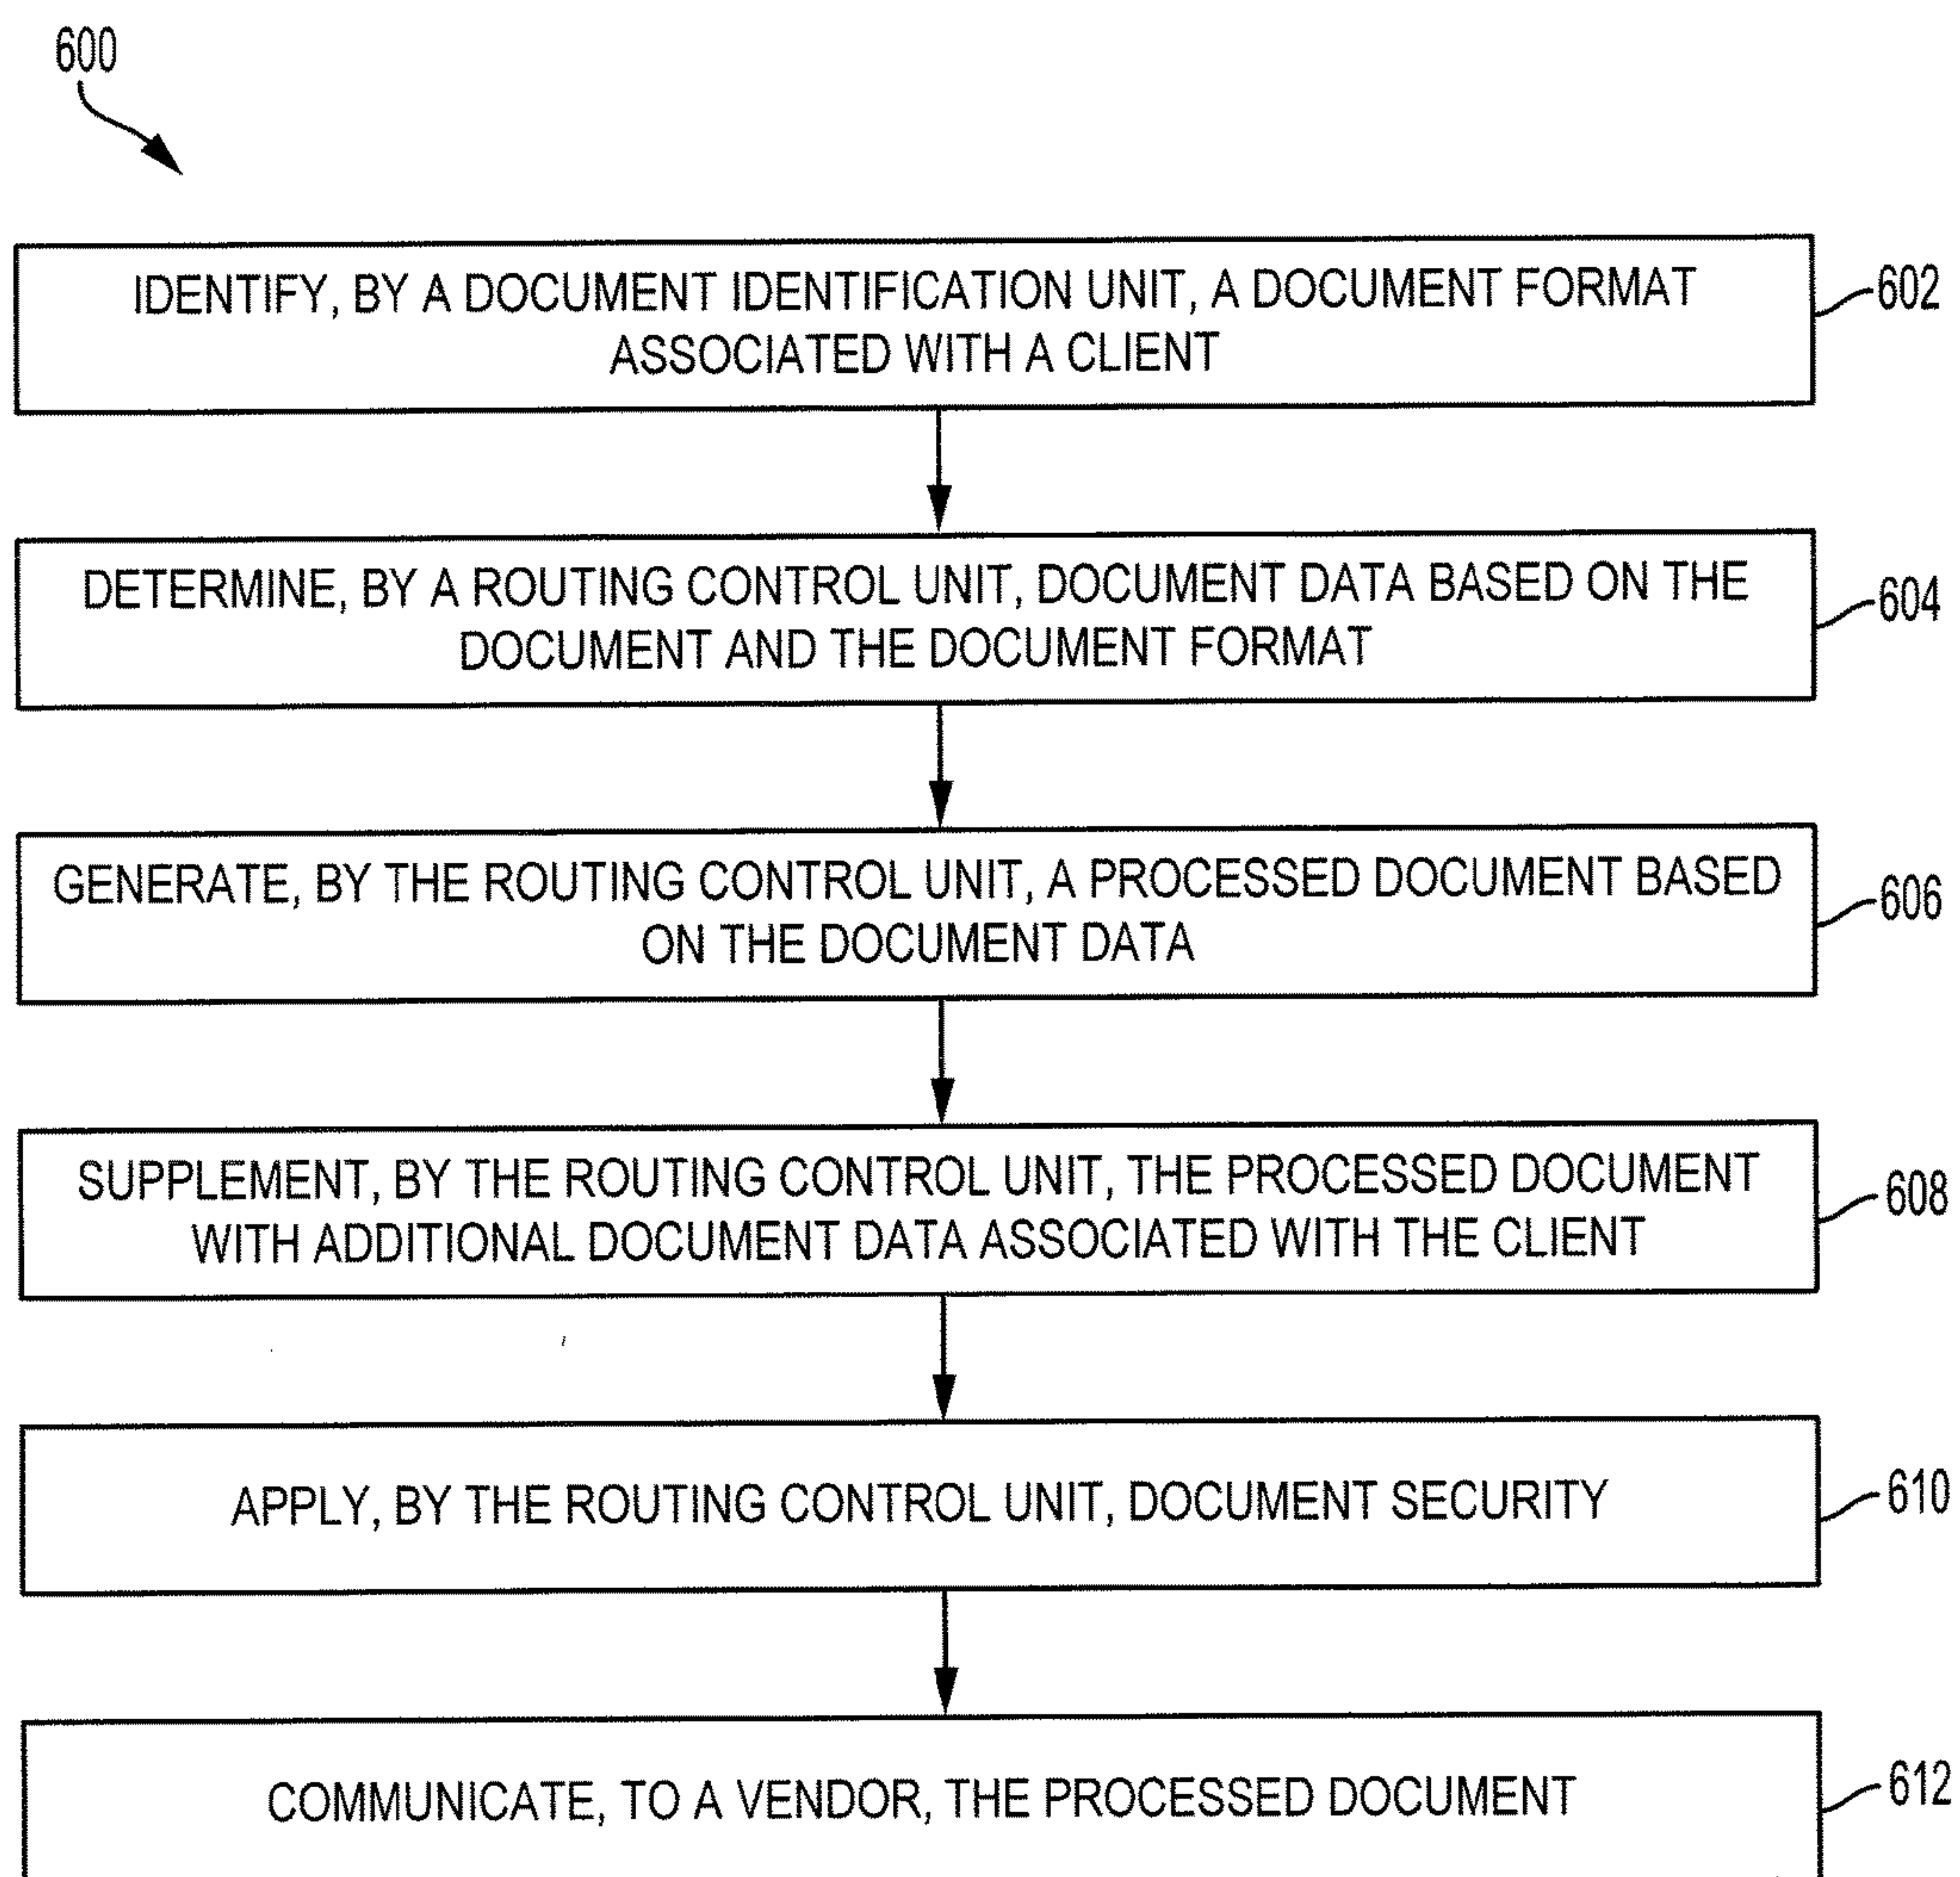 600
IDENTIFY, BY A DOCUMENT IDENTIFICATION UNIT, A DOCUMENT FORMAT
ASSOCIATED WITH A CLIENT
602
DETERMINE, BY A ROUTING CONTROL UNIT, DOCUMENT DATA BASED ON THE
DOCUMENT AND THE DOCUMENT FORMAT
604
GENERATE, BY THE ROUTING CONTROL UNIT, A PROCESSED DOCUMENT BASED
ON THE DOCUMENT DATA
606
SUPPLEMENT, BY THE ROUTING CONTROL UNIT, THE PROCESSED DOCUMENT
WITH ADDITIONAL DOCUMENT DATA ASSOCIATED WITH THE CLIENT
608
APPLY, BY THE ROUTING CONTROL UNIT, DOCUMENT SECURITY
610
COMMUNICATE, TO A VENDOR, THE PROCESSED DOCUMENT
612